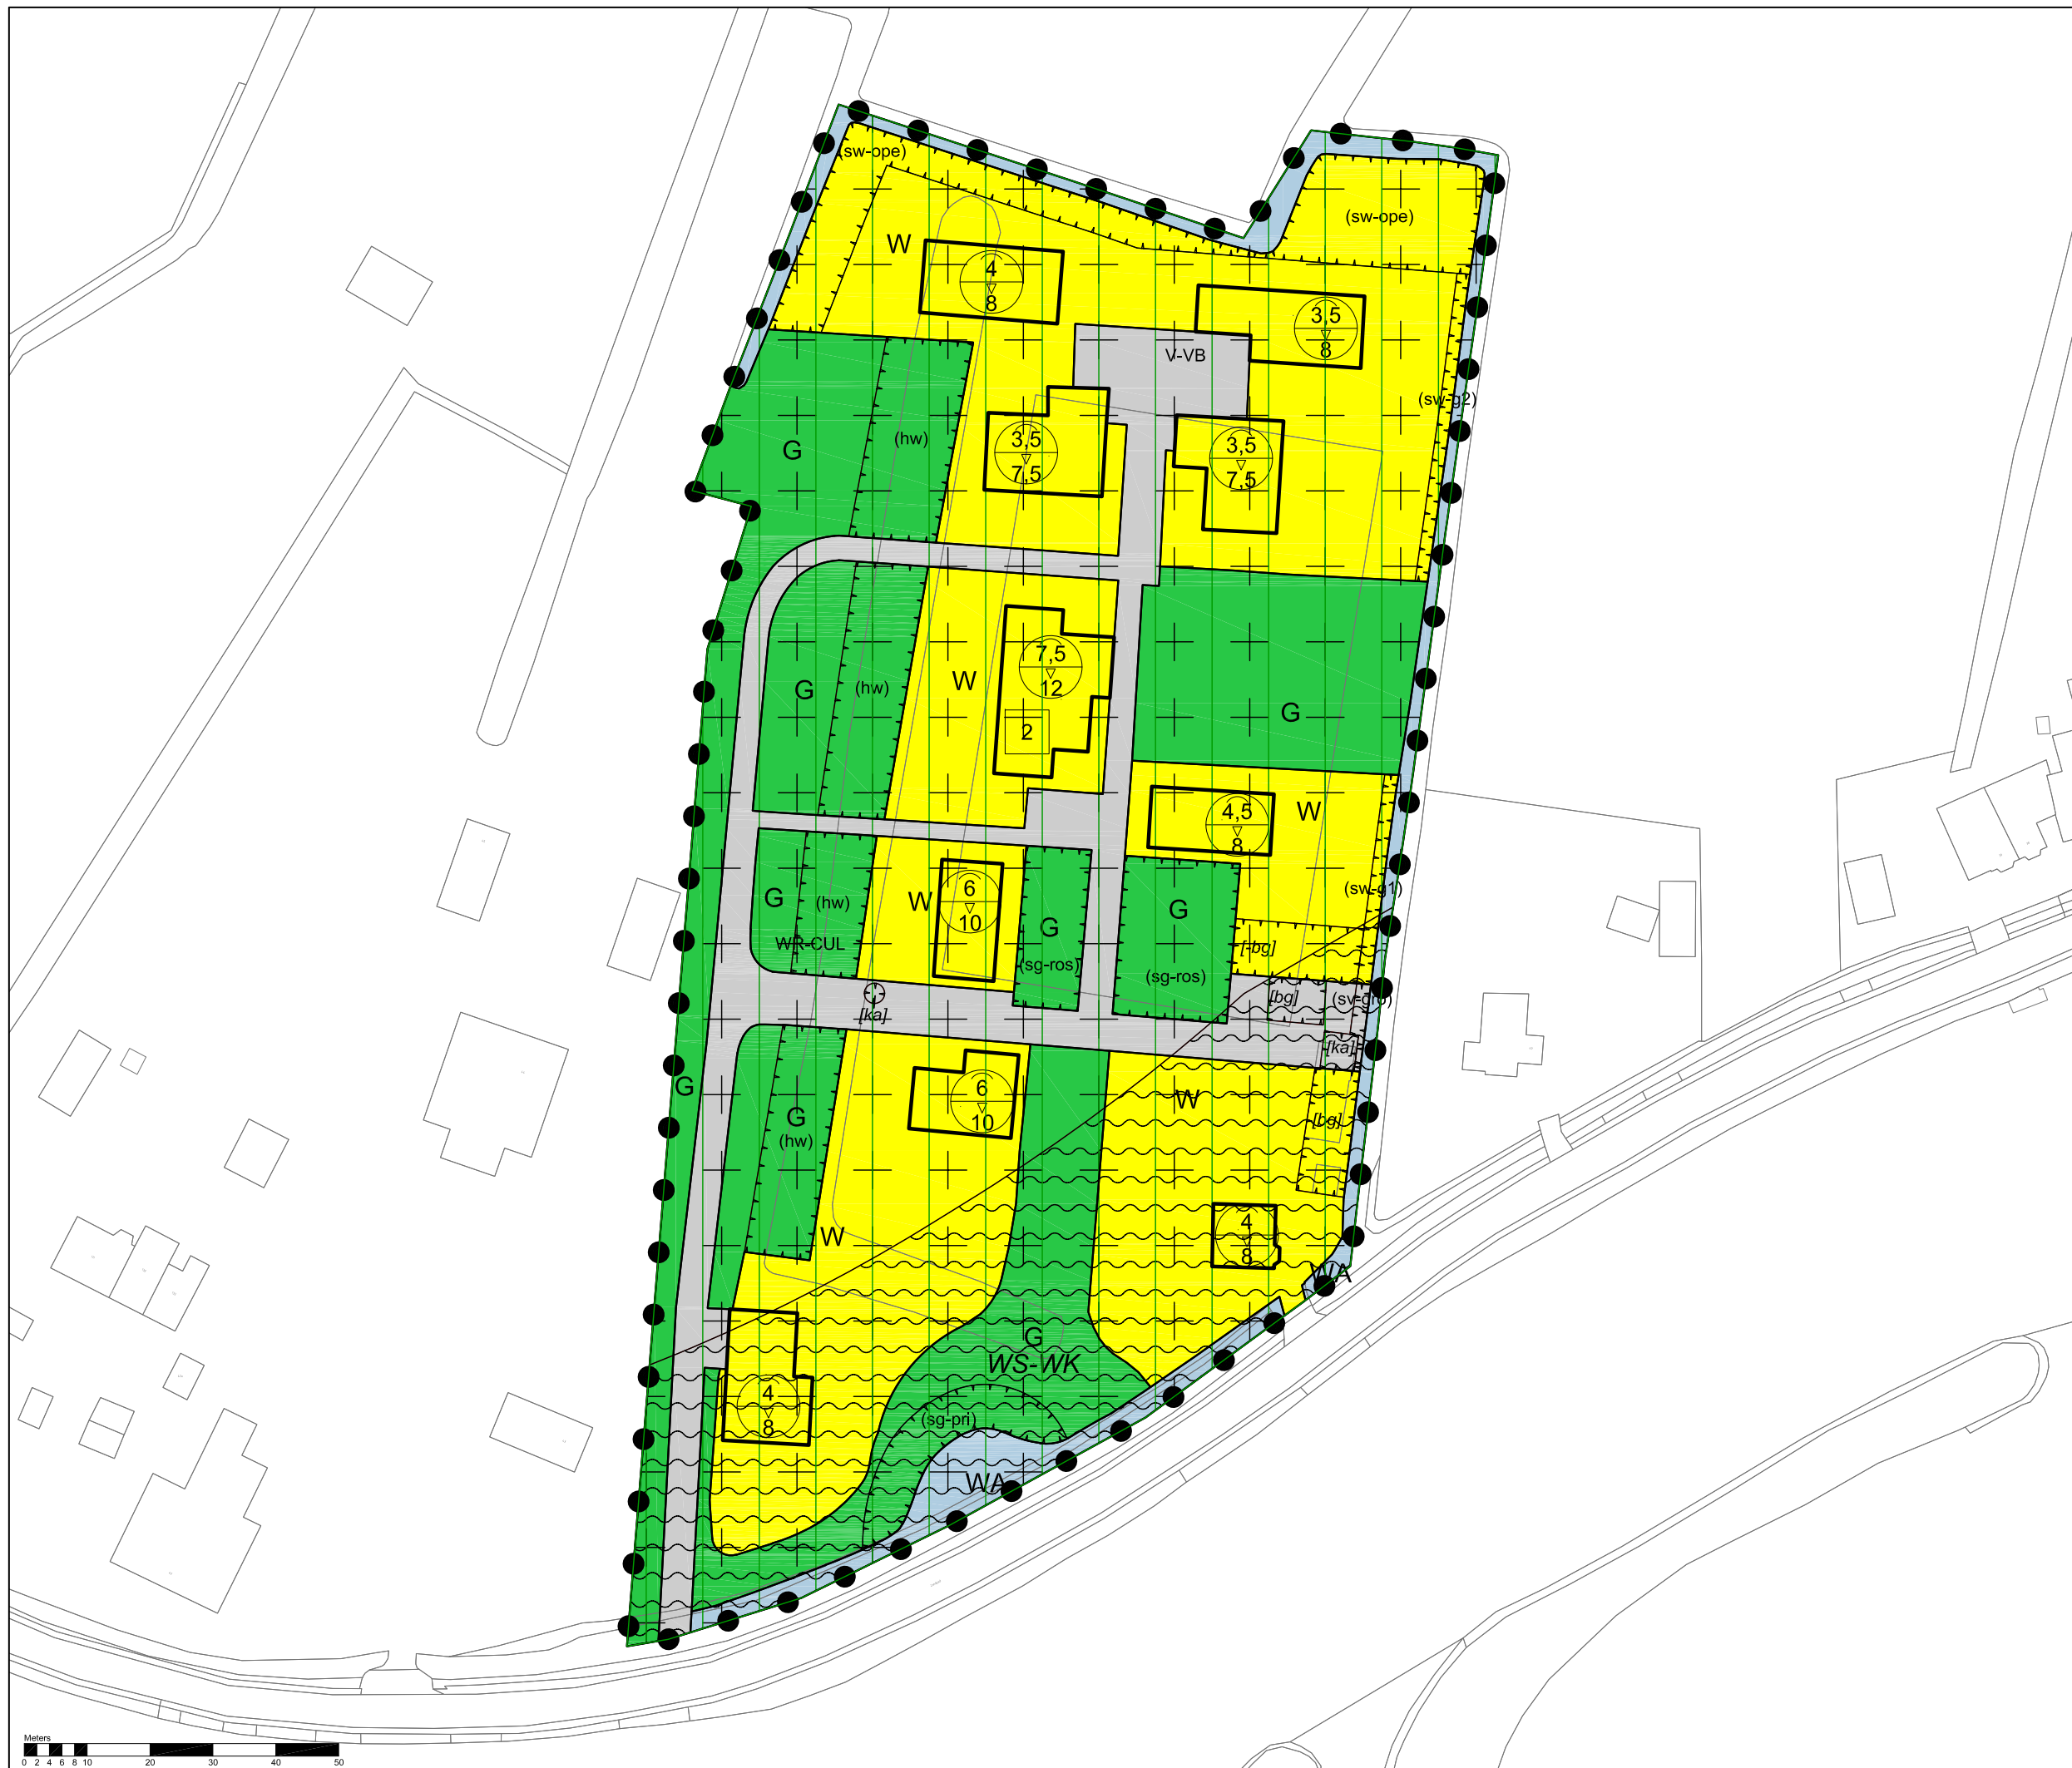 (sw-ope)
(sw-ope)
W
4
8
3,5
8
V-VB
(sw-g2)
G
(hw)
3,5
7,5
3,5
7,5
7,5
12
2
W
G
(hw)
G
4,5
8
W
(sw-g1)
G
(hw)
WR-CUL
W
6
10
G
(sg-ros)
G
(sg-ros)
[-bg]
[bg]
(sv-gro)
[ka]
[ka]
G
G
(hw)
6
10
W
[bg]
W
4
8
WA
G
WS-WK
4
8
(sg-pri)
WA
Meters
0 2 4 6 8 10 20 30 40 50